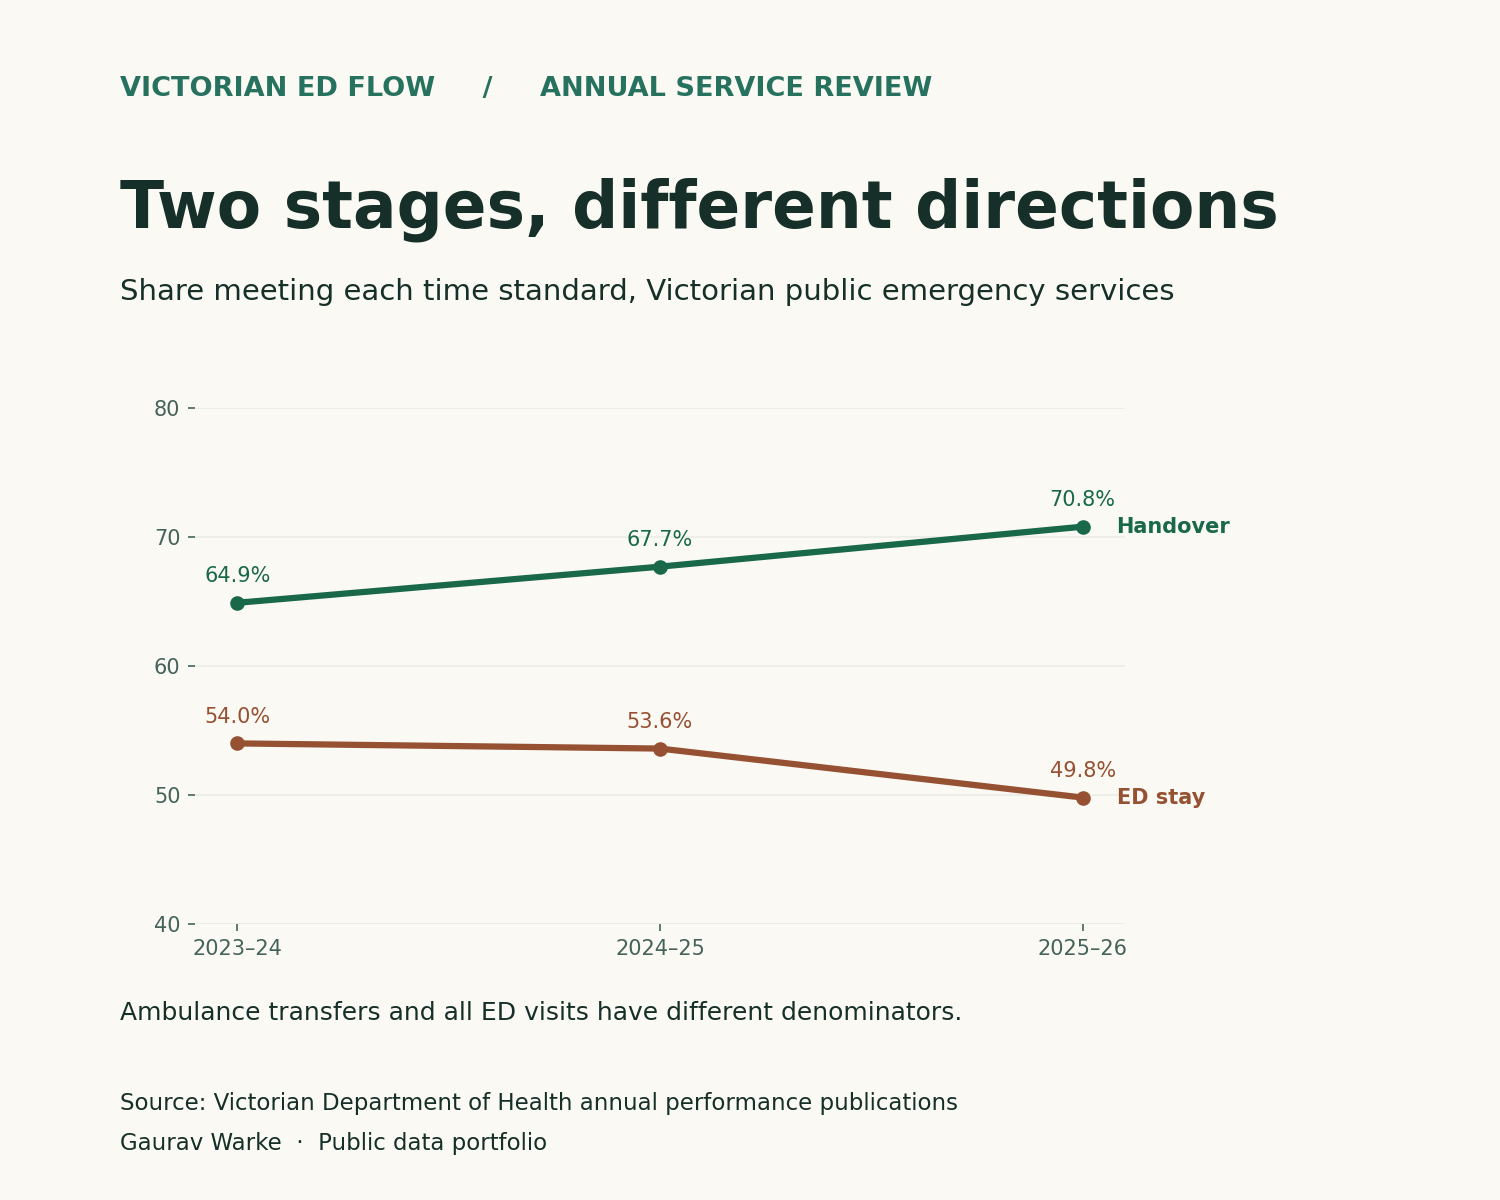 VICTORIAN ED FLOW / ANNUAL SERVICE REVIEW
Two stages, different directions
Share meeting each time standard, Victorian public emergency services
80
70
60
50
40
64.9%
67.7%
70.8%
Handover
54.0%
53.6%
49.8%
ED stay
2023–24
2024–25
2025–26
Ambulance transfers and all ED visits have different denominators.
Source: Victorian Department of Health annual performance publications
Gaurav Warke · Public data portfolio